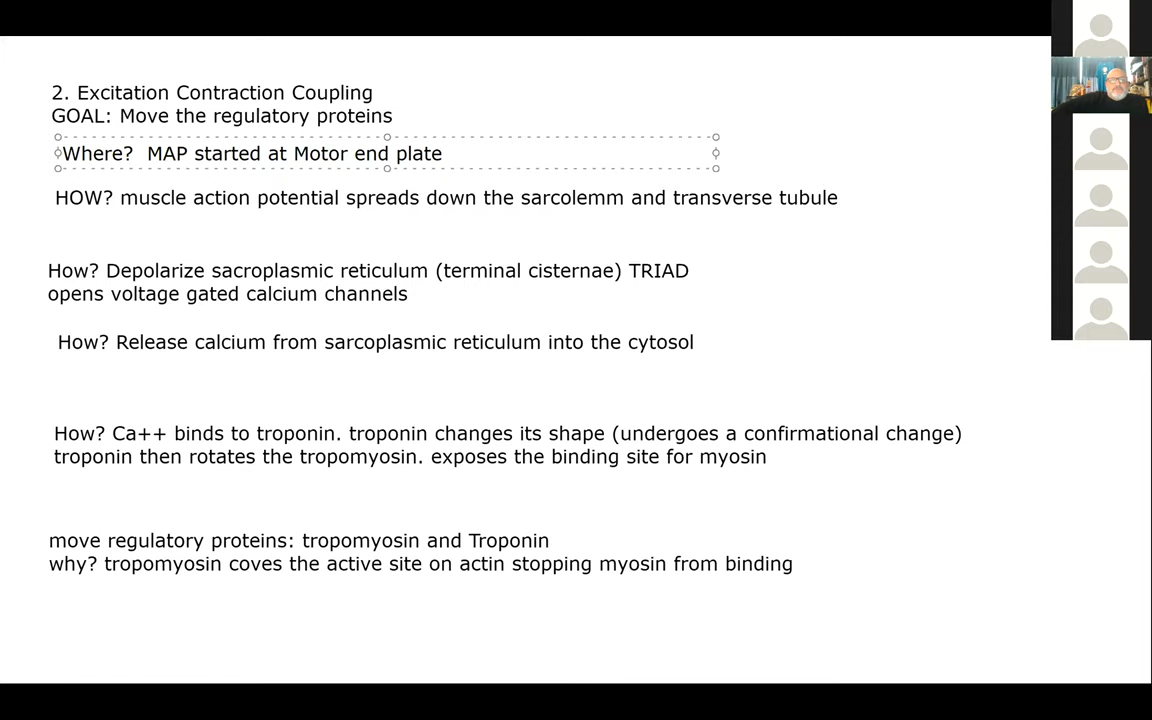 2. Excitation Contraction Coupling
GOAL: Move the regulatory proteins
Where?  MAP started at Motor end plate
HOW? muscle action potential spreads down the sarcolemm and transverse tubule
How? Depolarize sacroplasmic reticulum (terminal cisternae) TRIAD
opens voltage gated calcium channels
How? Release calcium from sarcoplasmic reticulum into the cytosol
How? Ca++ binds to troponin. troponin changes its shape (undergoes a confirmational change)
troponin then rotates the tropomyosin. exposes the binding site for myosin
move regulatory proteins: tropomyosin and Troponin
why? tropomyosin coves the active site on actin stopping myosin from binding